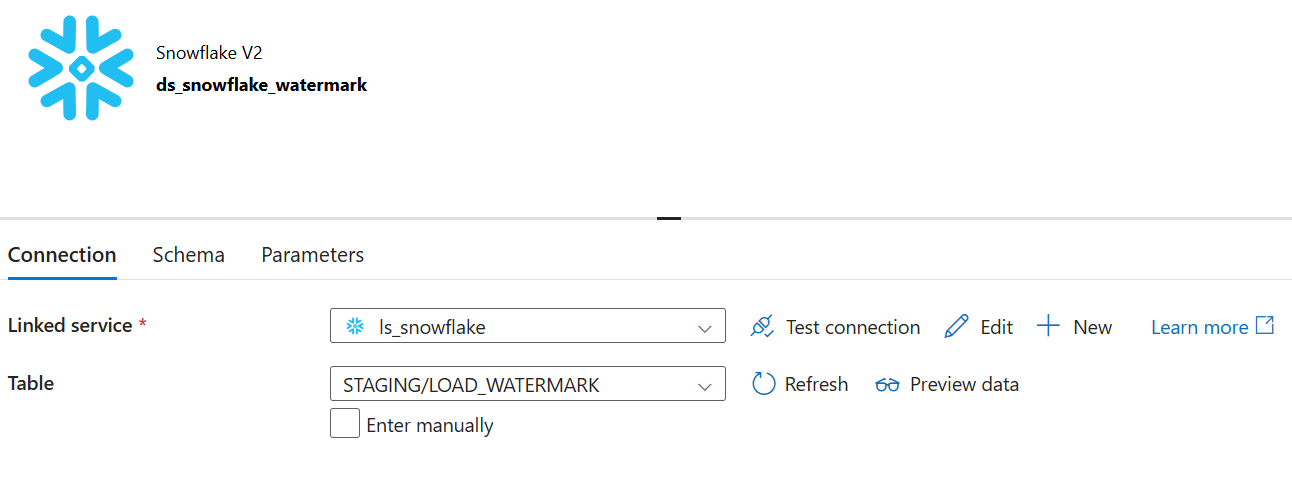 Snowflake V2
ds_snowflake_watermark
Connection Schema Parameters
Linked service * ls_snowflake Test connection Edit New Learn more
Table STAGING/LOAD_WATERMARK Refresh Preview data
Enter manually